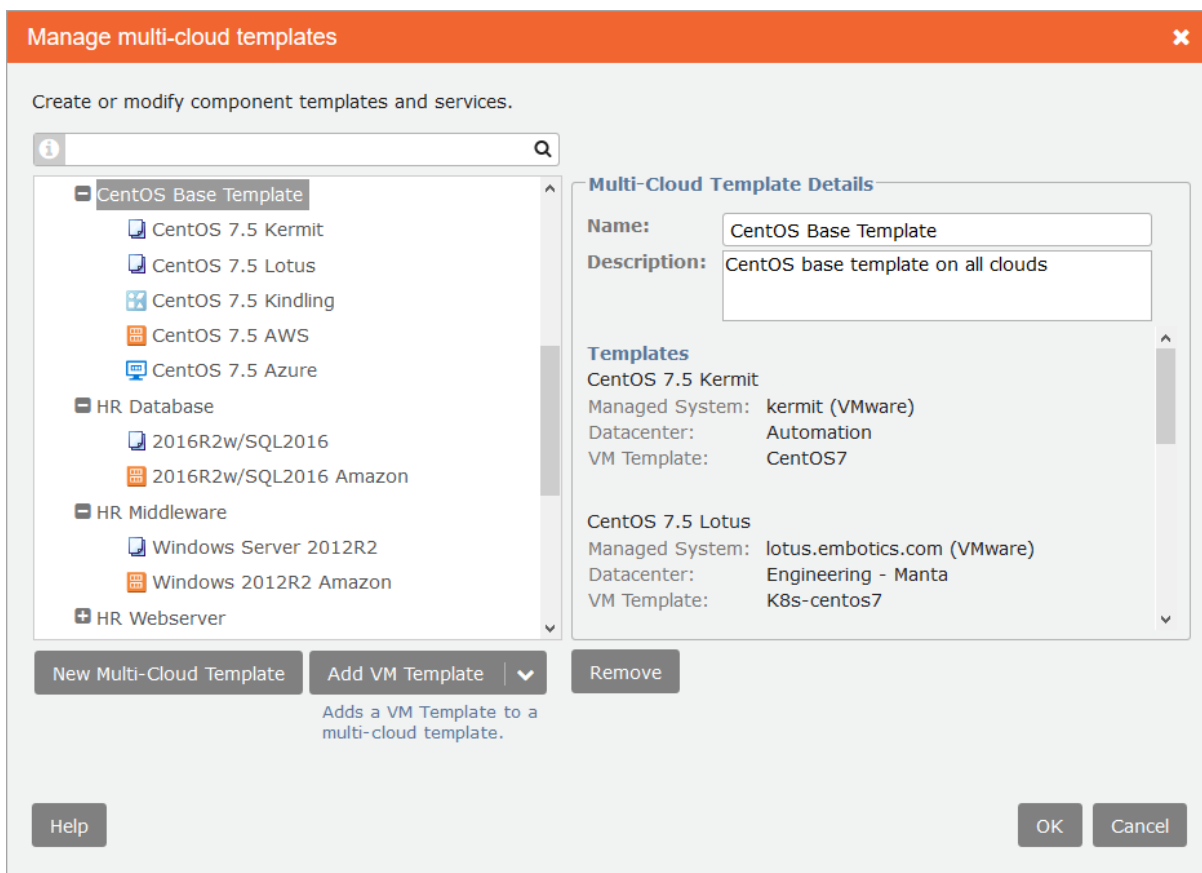 Manage multi-cloud templates
Create or modify component templates and services.
CentOS Base Template
CentOS 7.5 Kermit
CentOS 7.5 Lotus
CentOS 7.5 Kindling
CentOS 7.5 AWS
CentOS 7.5 Azure
HR Database
2016R2w/SQL2016
2016R2w/SQL2016 Amazon
HR Middleware
Windows Server 2012R2
Windows 2012R2 Amazon
HR Webserver
Multi-Cloud Template Details
Name: CentOS Base Template
Description: CentOS base template on all clouds
Templates
CentOS 7.5 Kermit
Managed System: kermit (VMware)
Datacenter: Automation
VM Template: CentOS7
CentOS 7.5 Lotus
Managed System: lotus.embotics.com (VMware)
Datacenter: Engineering - Manta
VM Template: K8s-centos7
New Multi-Cloud Template
Add VM Template
Remove
Adds a VM Template to a
multi-cloud template.
Help
OK
Cancel